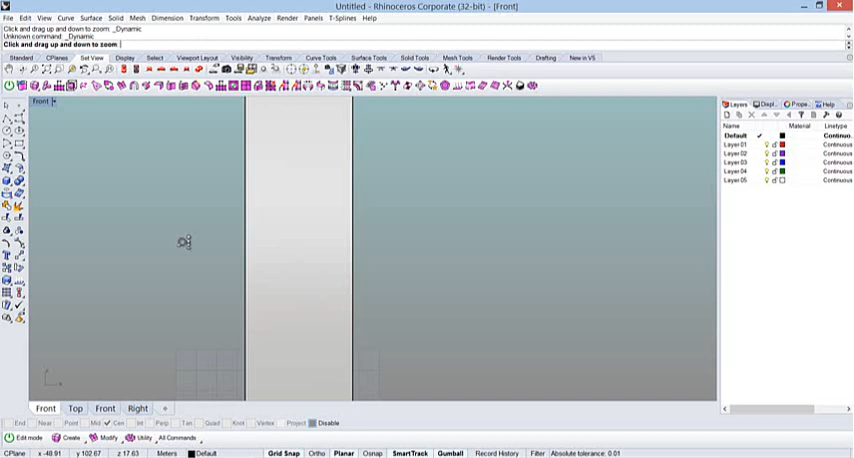 Untitled - Rhinoceros Corporate (32-bit) - [Front]
File Edit View Curve Surface Solid Mesh Dimension Transform Tools Analyze Render Panels T-Splines Help
Click and drag up and down to zoom: _Dynamic
Unknown command: _Dynamic
Click and drag up and down to zoom:
Standard CPlanes Set View Display Select Viewport Layout Visibility Transform Curve Tools Surface Tools Solid Tools Mesh Tools Render Tools Drafting New in V5
Front
Layers Displ... Prope... Help
Name Material Linetype
Default Continuo...
Layer 01 Continuous
Layer 02 Continuous
Layer 03 Continuous
Layer 04 Continuous
Layer 05 Continuous
Front Top Front Right
End Near Point Mid Cen Int Perp Tan Quad Knot Vertex Project Disable
Edit mode Create Modify Utility All Commands
CPlane x -48.91 y 102.67 z 17.63 Meters Default Grid Snap Ortho Planar Osnap SmartTrack Gumball Record History Filter Absolute tolerance: 0.01